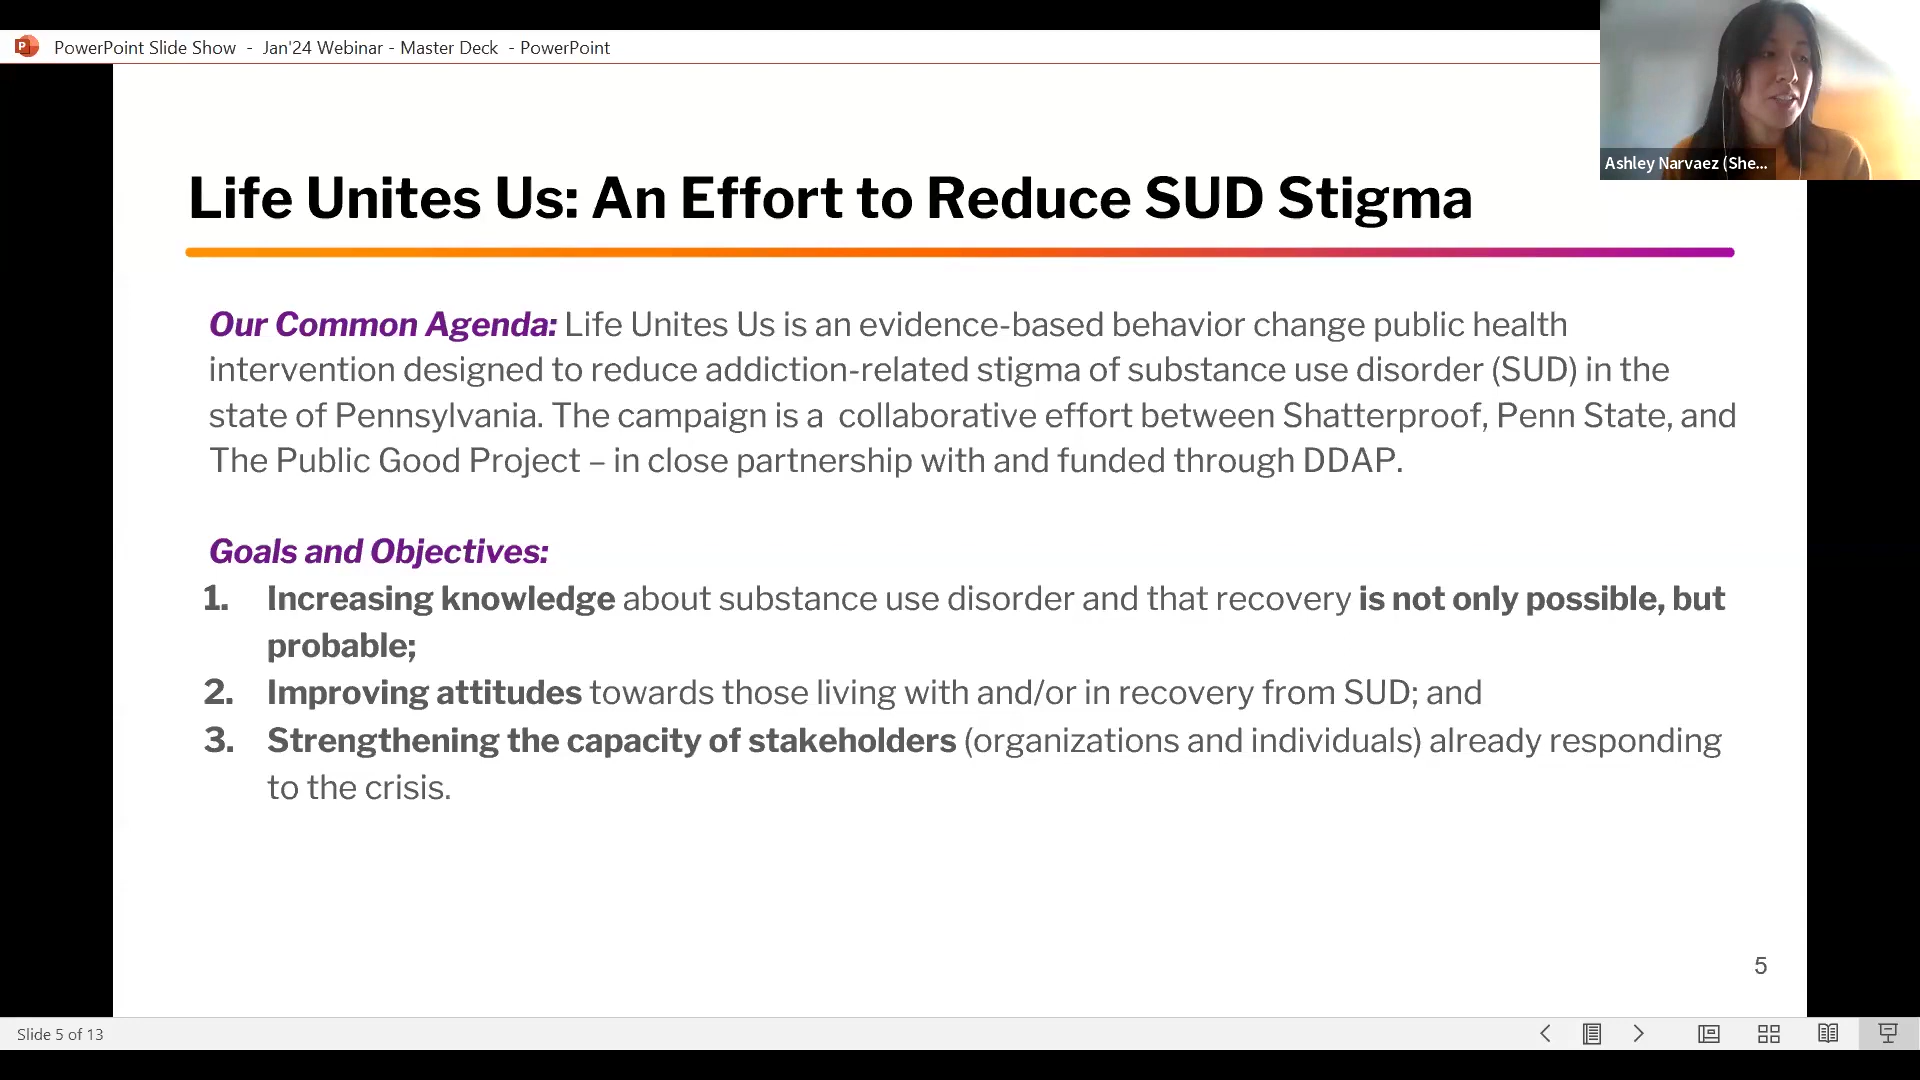 PowerPoint Slide Show - Jan'24 Webinar - Master Deck - PowerPoint
Ashley Narvaez (She...
Life Unites Us: An Effort to Reduce SUD Stigma
Our Common Agenda: Life Unites Us is an evidence-based behavior change public health
intervention designed to reduce addiction-related stigma of substance use disorder (SUD) in the
state of Pennsylvania. The campaign is a collaborative effort between Shatterproof, Penn State, and
The Public Good Project – in close partnership with and funded through DDAP.
Goals and Objectives:
1. Increasing knowledge about substance use disorder and that recovery is not only possible, but
probable;
2. Improving attitudes towards those living with and/or in recovery from SUD; and
3. Strengthening the capacity of stakeholders (organizations and individuals) already responding
to the crisis.
5
Slide 5 of 13